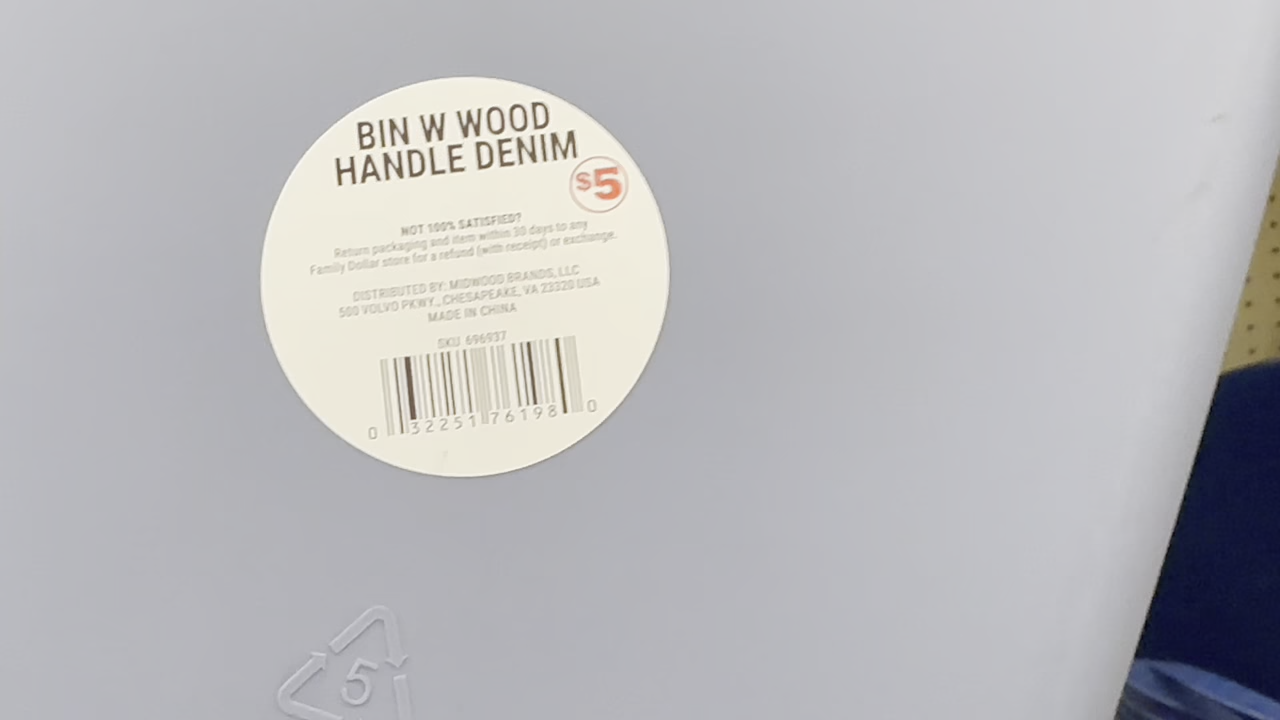 BIN W WOOD
HANDLE DENIM
$5
NOT 100% SATISFIED?
Return packaging and item within 30 days to any
Family Dollar store for a refund (with receipt) or exchange.
DISTRIBUTED BY: MIDWOOD BRANDS, LLC
500 VOLVO PKWY., CHESAPEAKE, VA 23320 USA
MADE IN CHINA
SKU 696937
0 32251 76198 0
5